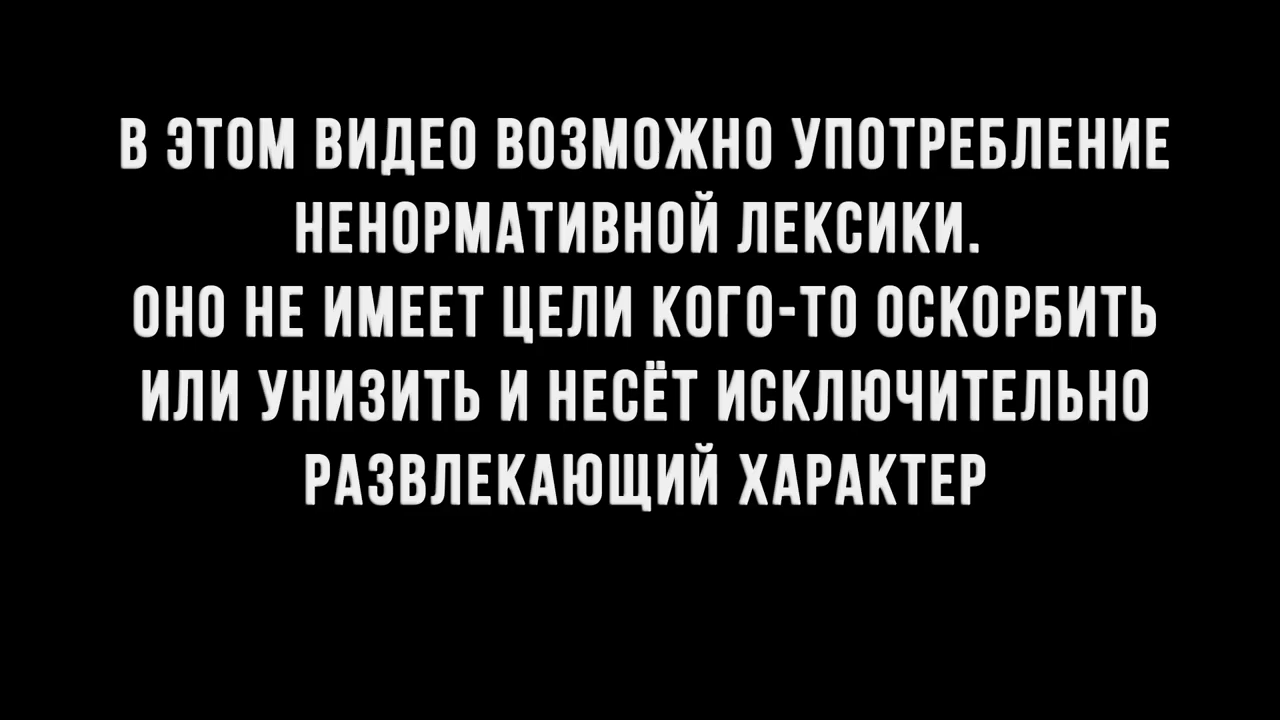 В ЭТОМ ВИДЕО ВОЗМОЖНО УПОТРЕБЛЕНИЕ
НЕНОРМАТИВНОЙ ЛЕКСИКИ.
ОНО НЕ ИМЕЕТ ЦЕЛИ КОГО-ТО ОСКОРБИТЬ
ИЛИ УНИЗИТЬ И НЕСЁТ ИСКЛЮЧИТЕЛЬНО
РАЗВЛЕКАЮЩИЙ ХАРАКТЕР